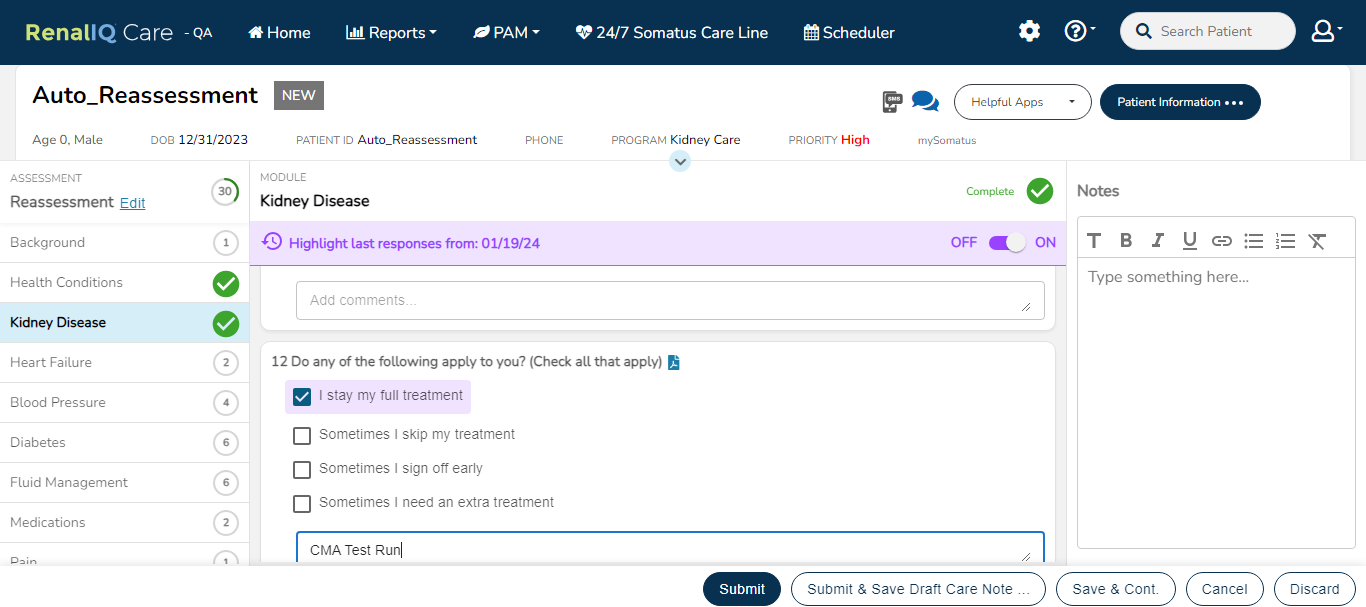 RenalIQ Care - QA Home Reports PAM 24/7 Somatus Care Line Scheduler ? Search Patient
Auto_Reassessment NEW SMS Helpful Apps Patient Information
Age 0, Male DOB 12/31/2023 PATIENT ID Auto_Reassessment PHONE PROGRAM Kidney Care PRIORITY High mySomatus
ASSESSMENT
Reassessment Edit 30
Background 1
Health Conditions
Kidney Disease
Heart Failure 2
Blood Pressure 4
Diabetes 6
Fluid Management 6
Medications 2
Pain 1
MODULE
Kidney Disease Complete
Highlight last responses from: 01/19/24 OFF ON
Add comments...
12 Do any of the following apply to you? (Check all that apply)
I stay my full treatment
Sometimes I skip my treatment
Sometimes I sign off early
Sometimes I need an extra treatment
CMA Test Run
Notes
T B I U
Type something here...
Submit Submit & Save Draft Care Note ... Save & Cont. Cancel Discard